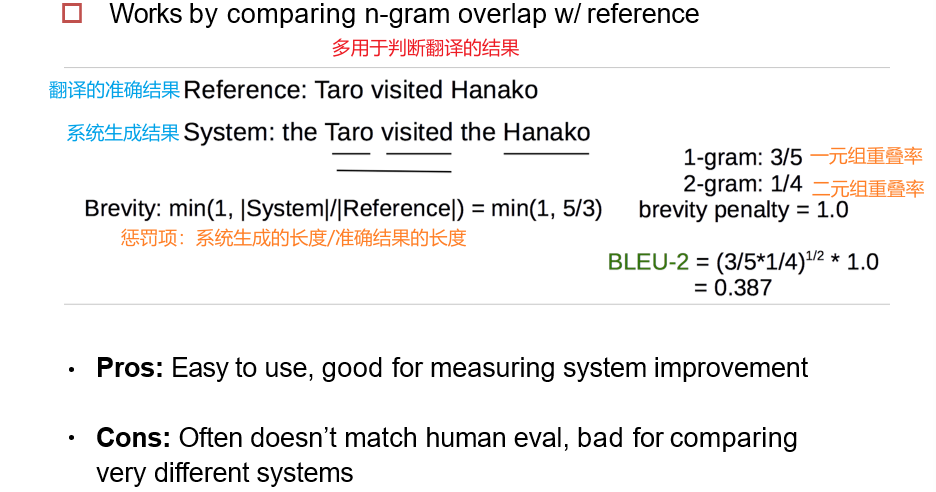 Works by comparing n-gram overlap w/ reference
多用于判断翻译的结果
翻译的准确结果 Reference: Taro visited Hanako
系统生成结果 System: the Taro visited the Hanako
1-gram: 3/5 一元组重叠率
2-gram: 1/4 二元组重叠率
Brevity: min(1, |System|/|Reference|) = min(1, 5/3) brevity penalty = 1.0
惩罚项：系统生成的长度/准确结果的长度
BLEU-2 = (3/5*1/4)^1/2 * 1.0
= 0.387
• Pros: Easy to use, good for measuring system improvement
• Cons: Often doesn’t match human eval, bad for comparing
very different systems